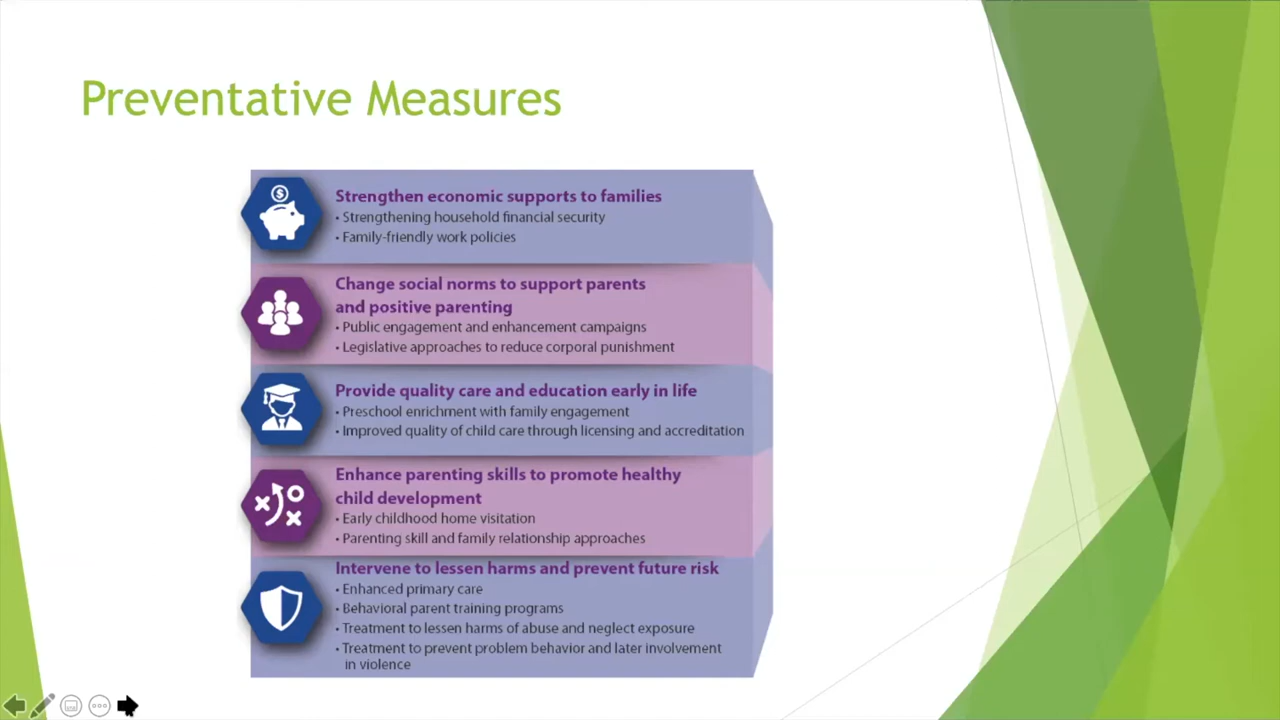 Preventative Measures
Strengthen economic supports to families
• Strengthening household financial security
• Family-friendly work policies
Change social norms to support parents
and positive parenting
• Public engagement and enhancement campaigns
• Legislative approaches to reduce corporal punishment
Provide quality care and education early in life
• Preschool enrichment with family engagement
• Improved quality of child care through licensing and accreditation
Enhance parenting skills to promote healthy
child development
• Early childhood home visitation
• Parenting skill and family relationship approaches
Intervene to lessen harms and prevent future risk
• Enhanced primary care
• Behavioral parent training programs
• Treatment to lessen harms of abuse and neglect exposure
• Treatment to prevent problem behavior and later involvement
in violence